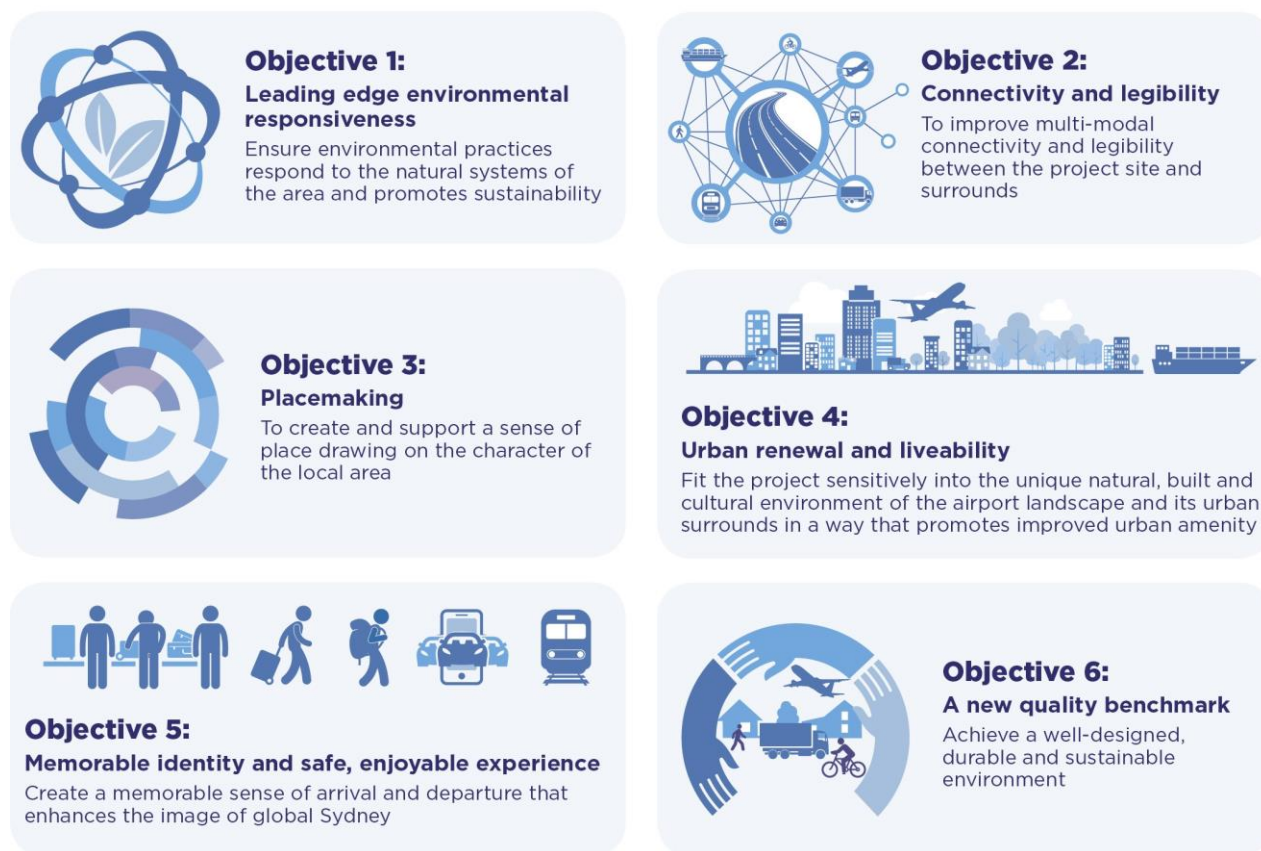 Objective 1:
Leading edge environmental
responsiveness
Ensure environmental practices
respond to the natural systems of
the area and promotes sustainability
Objective 2:
Connectivity and legibility
To improve multi-modal
connectivity and legibility
between the project site and
surrounds
Objective 3:
Placemaking
To create and support a sense of
place drawing on the character of
the local area
Objective 4:
Urban renewal and liveability
Fit the project sensitively into the unique natural, built and
cultural environment of the airport landscape and its urban
surrounds in a way that promotes improved urban amenity
Objective 5:
Memorable identity and safe, enjoyable experience
Create a memorable sense of arrival and departure that
enhances the image of global Sydney
Objective 6:
A new quality benchmark
Achieve a well-designed,
durable and sustainable
environment